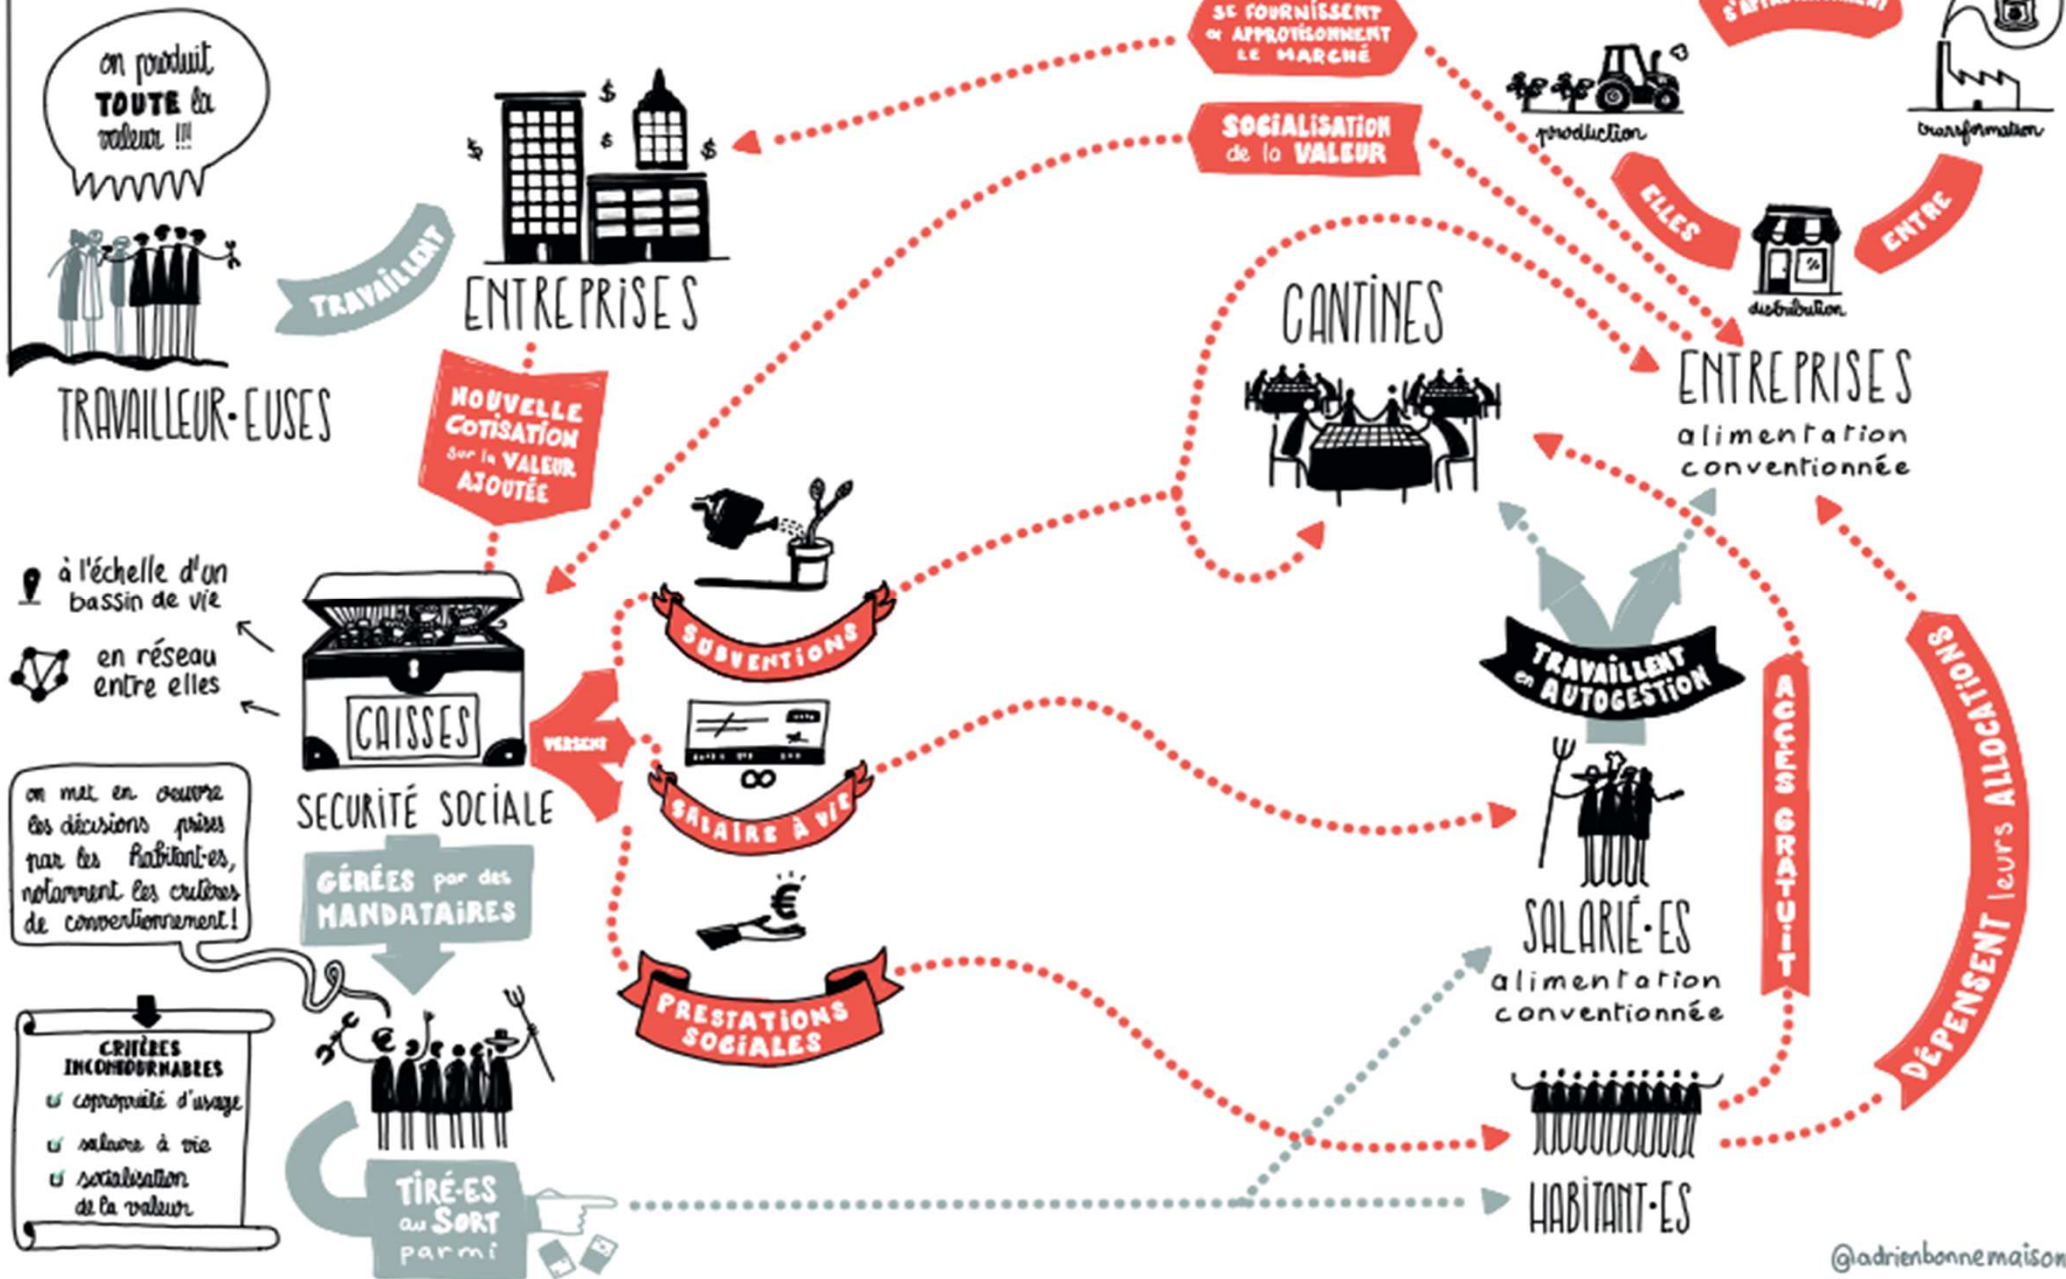 on produit
TOUTE la
valeur !!!
TRAVAILLENT
TRAVAILLEUR•EUSES
ENTREPRISES
SE FOURNISSENT
et APPROVISONNENT
LE MARCHÉ
SOCIALISATION
de la VALEUR
production
transformation
ELLES
ENTRE
distribution
CANTINES
ENTREPRISES
alimentation
conventionnée
NOUVELLE
COTISATION
sur la VALEUR
AJOUTÉE
à l'échelle d'un
bassin de vie
en réseau
entre elles
CAISSES
SECURITÉ SOCIALE
VERSENT
SUBVENTIONS
SALAIRE À VIE
PRESTATIONS
SOCIALES
TRAVAILLENT
en AUTOGESTION
ACCÈS GRATUIT
DÉPENSENT leurs ALLOCATIONS
SALARIÉ•ES
alimentation
conventionnée
HABITANT•ES
on met en oeuvre
les décisions prises
par les habitant•es,
notamment les critères
de conventionnement!
GÉRÉES par des
MANDATAIRES
CRITÈRES
INCONTOURNABLES
copropriété d'usage
salaire à vie
socialisation
de la valeur
TIRÉ•ES
au SORT
parmi
@adrienbonnemaison